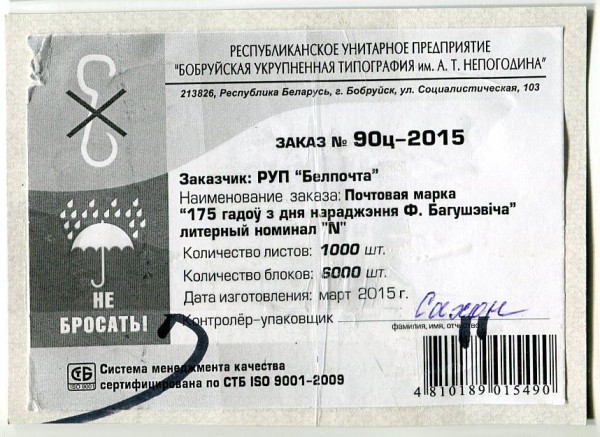 РЕСПУБЛИКАНСКОЕ УНИТАРНОЕ ПРЕДПРИЯТИЕ
"БОБРУЙСКАЯ УКРУПНЕННАЯ ТИПОГРАФИЯ им. А. Т. НЕПОГОДИНА"
213826, Республика Беларусь, г. Бобруйск, ул. Социалистическая, 103
ЗАКАЗ № 90ц-2015
Заказчик: РУП "Белпочта"
Наименование заказа: Почтовая марка
"175 гадоў з дня нараджэння Ф. Багушэвіча"
литерный номинал "N"
Количество листов: 1000 шт.
Количество блоков: 6000 шт.
Дата изготовления: март 2015 г.
Контролёр-упаковщик
фамилия, имя, отчество
НЕ
БРОСАТЬ!
СТБ
ISO 9001
Система менеджмента качества
сертифицирована по СТБ ISO 9001-2009
4 810189 015490